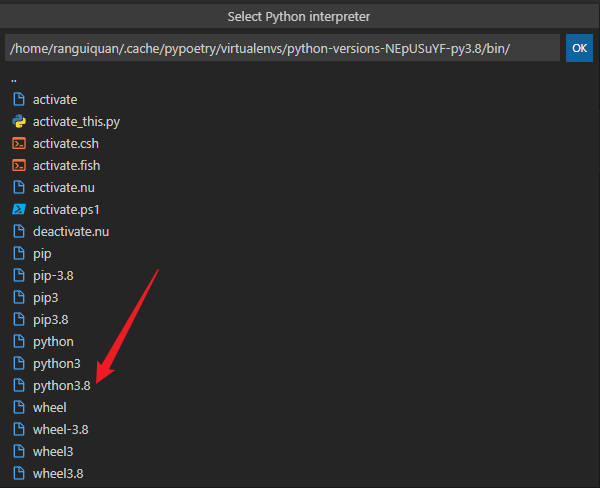 Select Python interpreter
/home/ranguiquan/.cache/pypoetry/virtualenvs/python-versions-NEpUSuYF-py3.8/bin/
OK
..
activate
activate_this.py
activate.csh
activate.fish
activate.nu
activate.ps1
deactivate.nu
pip
pip-3.8
pip3
pip3.8
python
python3
python3.8
wheel
wheel-3.8
wheel3
wheel3.8